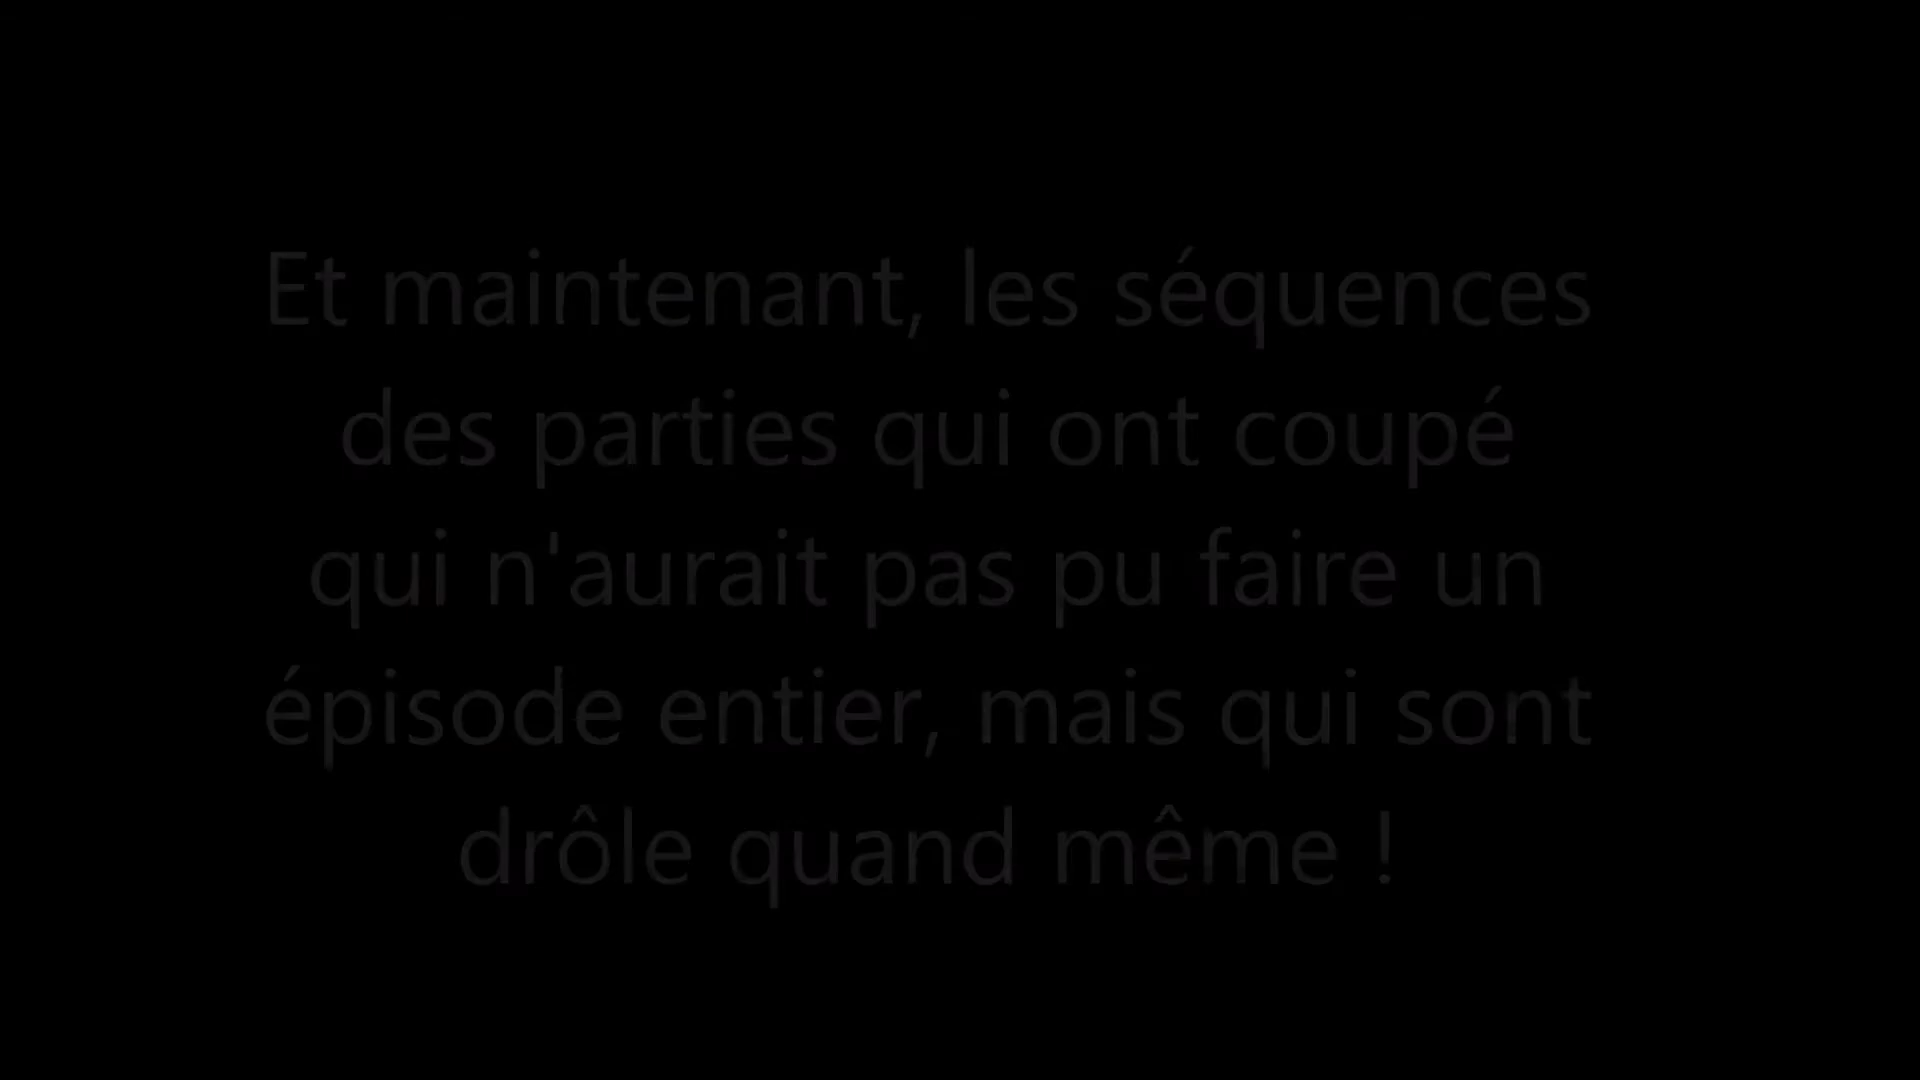 Et maintenant, les séquences
des parties qui ont coupé
qui n'aurait pas pu faire un
épisode entier, mais qui sont
drôle quand même !